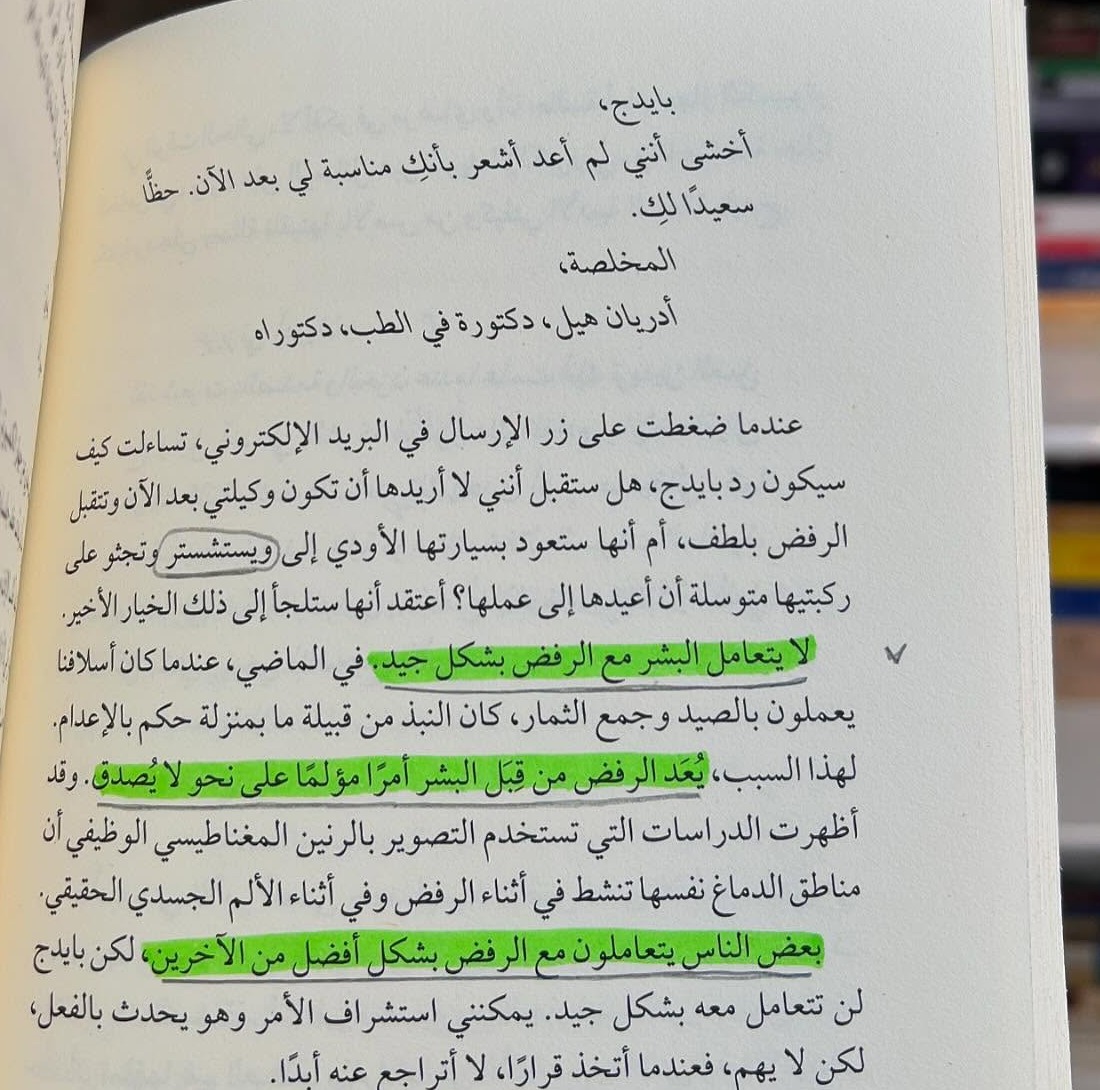 بايدج،
أخشى أنني لم أعد أشعر بأنكِ مناسبة لي بعد الآن. حظًّا
سعيدًا لكِ.
المخلصة،
أدريان هيل، دكتورة في الطب، دكتوراه
عندما ضغطت على زر الإرسال في البريد الإلكتروني، تساءلت كيف
سيكون رد بايدج، هل ستقبل أنني لا أريدها أن تكون وكيلتي بعد الآن وتتقبل
الرفض بلطف، أم أنها ستعود بسيارتها الأودي إلى ويستشستر وتجثو على
ركبتيها متوسلة أن أعيدها إلى عملها؟ أعتقد أنها ستلجأ إلى ذلك الخيار الأخير.
لا يتعامل البشر مع الرفض بشكل جيد. في الماضي، عندما كان أسلافنا
يعملون بالصيد وجمع الثمار، كان النبذ من قبيلة ما بمنزلة حكم بالإعدام.
لهذا السبب، يُعَد الرفض من قِبَل البشر أمرًا مؤلمًا على نحو لا يُصدق. وقد
أظهرت الدراسات التي تستخدم التصوير بالرنين المغناطيسي الوظيفي أن
مناطق الدماغ نفسها تنشط في أثناء الرفض وفي أثناء الألم الجسدي الحقيقي.
بعض الناس يتعاملون مع الرفض بشكل أفضل من الآخرين، لكن بايدج
لن تتعامل معه بشكل جيد. يمكنني استشراف الأمر وهو يحدث بالفعل،
لكن لا يهم، فعندما أتخذ قرارًا، لا أتراجع عنه أبدًا.